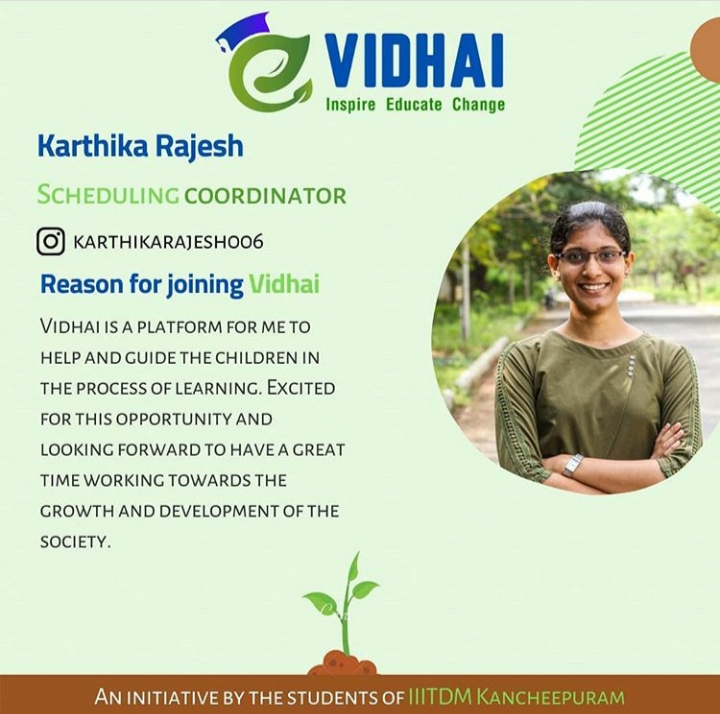 VIDHAI
Inspire Educate Change
Karthika Rajesh
SCHEDULING COORDINATOR
KARTHIKARAJESH006
Reason for joining Vidhai
VIDHAI IS A PLATFORM FOR ME TO
HELP AND GUIDE THE CHILDREN IN
THE PROCESS OF LEARNING. EXCITED
FOR THIS OPPORTUNITY AND
LOOKING FORWARD TO HAVE A GREAT
TIME WORKING TOWARDS THE
GROWTH AND DEVELOPMENT OF THE
SOCIETY.
AN INITIATIVE BY THE STUDENTS OF IIITDM KANCHEEPURAM